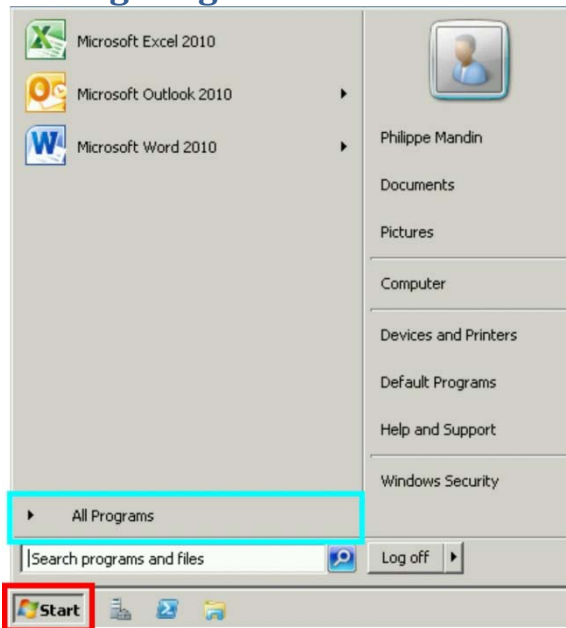 Microsoft Excel 2010
Microsoft Outlook 2010
Microsoft Word 2010
All Programs
Search programs and files
Philippe Mandin
Documents
Pictures
Computer
Devices and Printers
Default Programs
Help and Support
Windows Security
Log off
Start